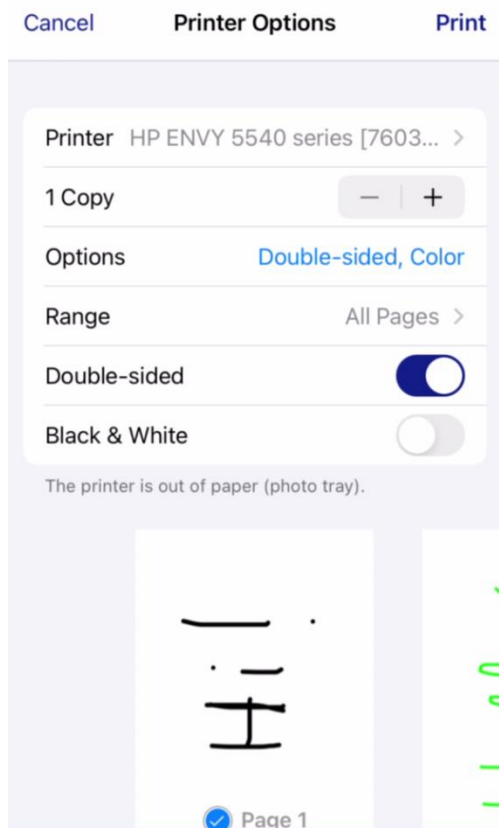 Cancel Printer Options Print
Printer HP ENVY 5540 series [7603... >
1 Copy − +
Options Double-sided, Color
Range All Pages >
Double-sided
Black & White
The printer is out of paper (photo tray).
Page 1